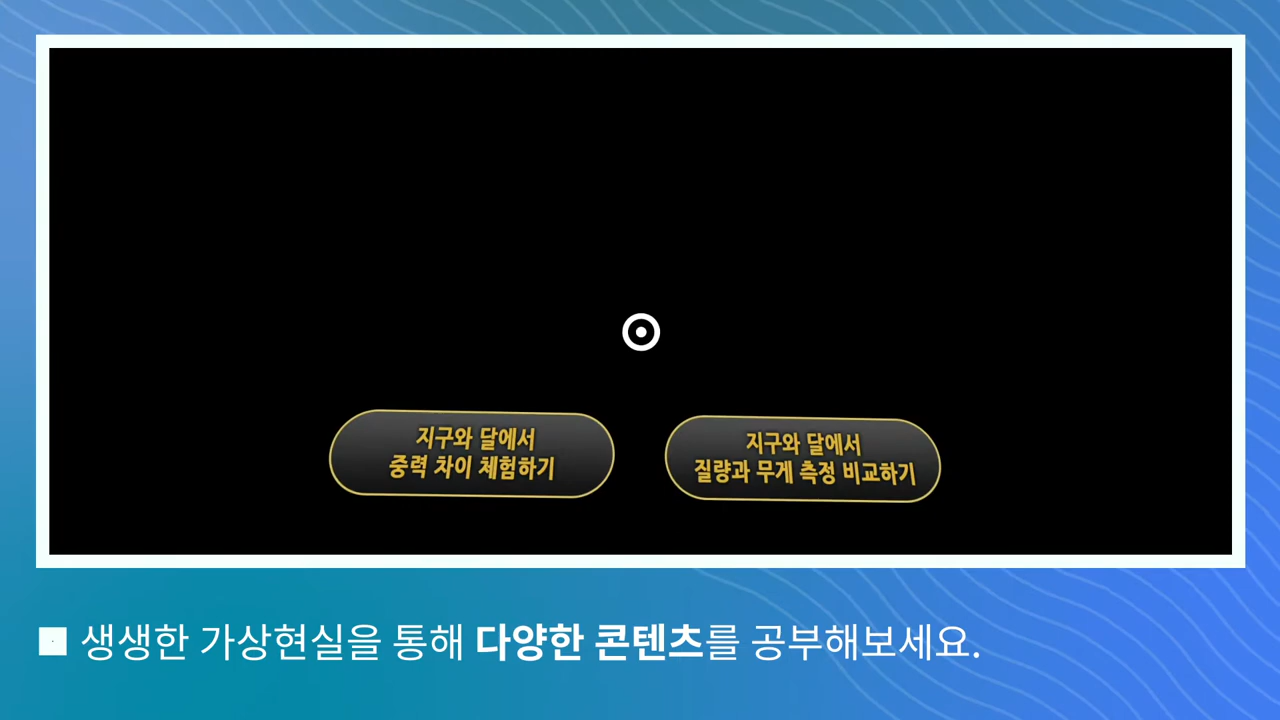 지구와 달에서
중력 차이 체험하기
지구와 달에서
질량과 무게 측정 비교하기
생생한 가상현실을 통해 다양한 콘텐츠를 공부해보세요.